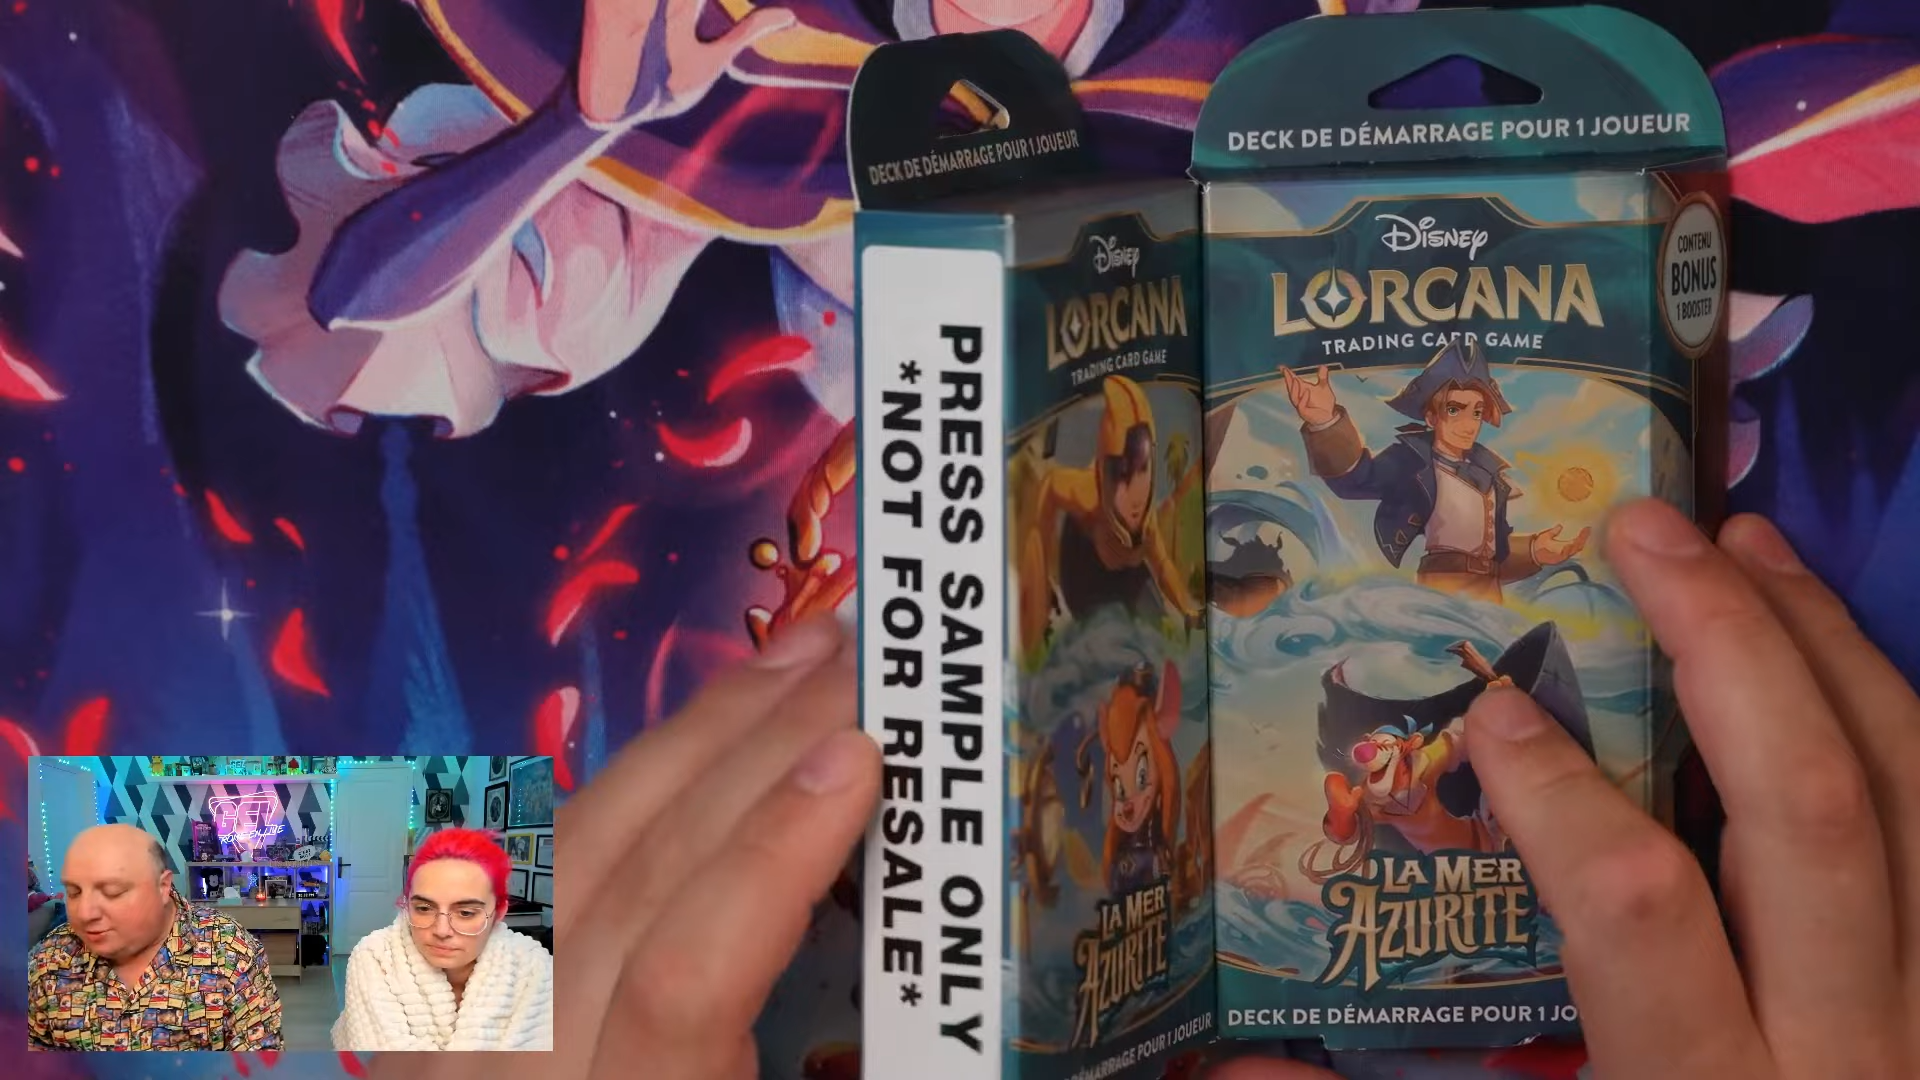 DECK DE DÉMARRAGE POUR 1 JOUEUR
PRESS SAMPLE ONLY
*NOT FOR RESALE*
Disney
LORCANA
TRADING CARD GAME
LA MER
AZURITE
DÉMARRAGE POUR 1 JOUEUR
DECK DE DÉMARRAGE POUR 1 JOUEUR
Disney
LORCANA
TRADING CARD GAME
CONTENU
BONUS
1 BOOSTER
LA MER
AZURITE
DECK DE DÉMARRAGE POUR 1 JO
GEL